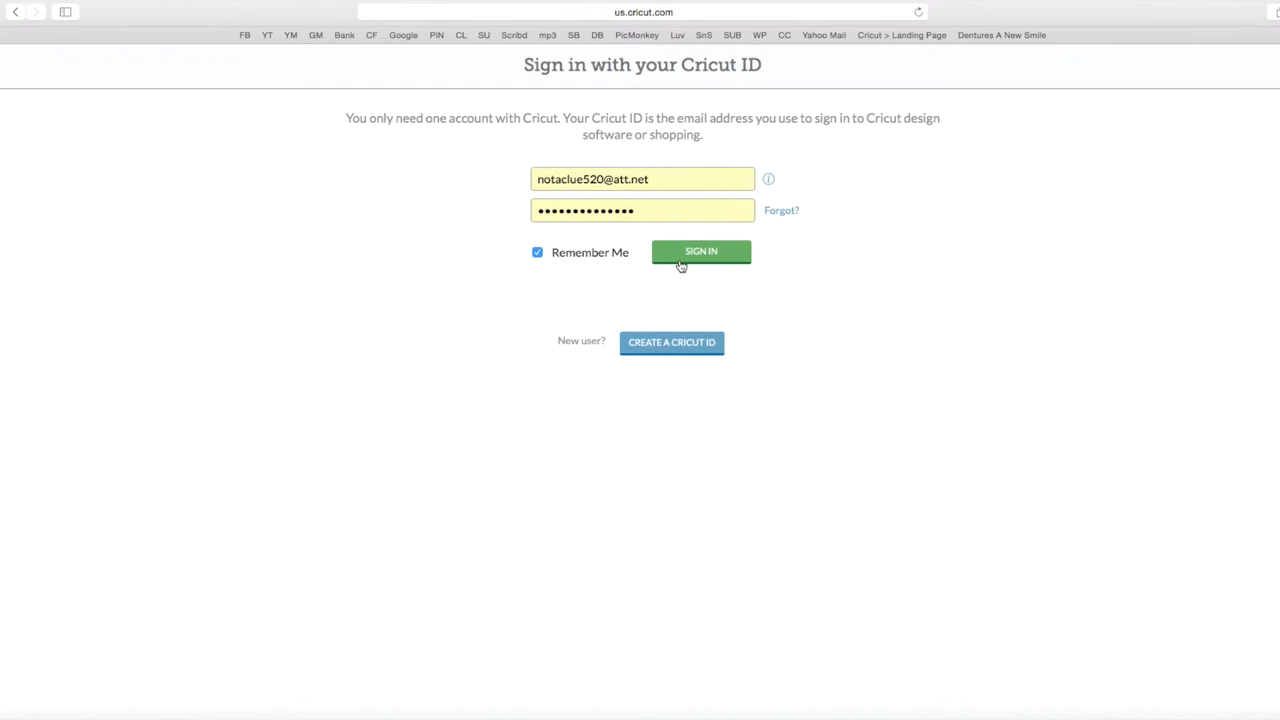 us.cricut.com
FB YT YM GM Bank CF Google PIN CL SU Scribd mp3 SB DB PicMonkey Luv SnS SUB WP CC Yahoo Mail Cricut > Landing Page Dentures A New Smile
Sign in with your Cricut ID
You only need one account with Cricut. Your Cricut ID is the email address you use to sign in to Cricut design
software or shopping.
notaclue520@att.net
Forgot?
Remember Me SIGN IN
New user? CREATE A CRICUT ID